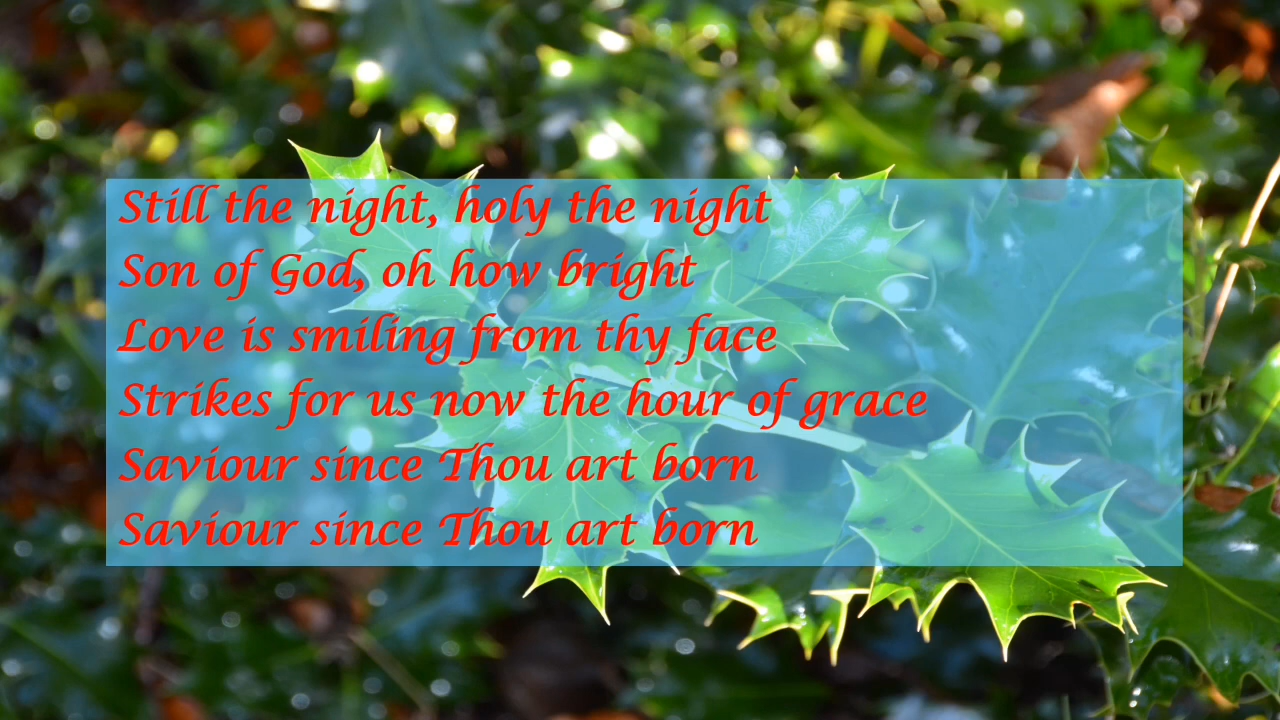 Still the night, holy the night
Son of God, oh how bright
Love is smiling from thy face
Strikes for us now the hour of grace
Saviour since Thou art born
Saviour since Thou art born